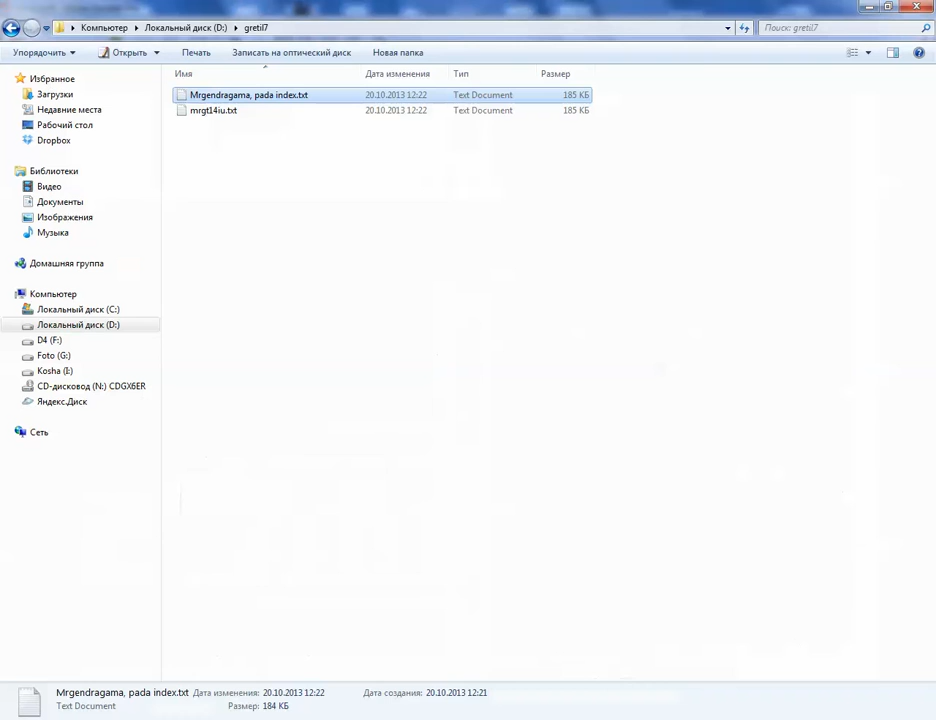 Компьютер ▸ Локальный диск (D:) ▸ gretil7
Поиск: gretil7
Упорядочить ▾ Открыть ▾ Печать Записать на оптический диск Новая папка
Имя Дата изменения Тип Размер
Mrgendragama, pada index.txt 20.10.2013 12:22 Text Document 185 КБ
mrgt14iu.txt 20.10.2013 12:22 Text Document 185 КБ
Избранное
Загрузки
Недавние места
Рабочий стол
Dropbox
Библиотеки
Видео
Документы
Изображения
Музыка
Домашняя группа
Компьютер
Локальный диск (C:)
Локальный диск (D:)
D4 (F:)
Foto (G:)
Kosha (I:)
CD-дисковод (N:) CDGX6ER
Яндекс.Диск
Сеть
Mrgendragama, pada index.txt Дата изменения: 20.10.2013 12:22 Дата создания: 20.10.2013 12:21
Text Document Размер: 184 КБ